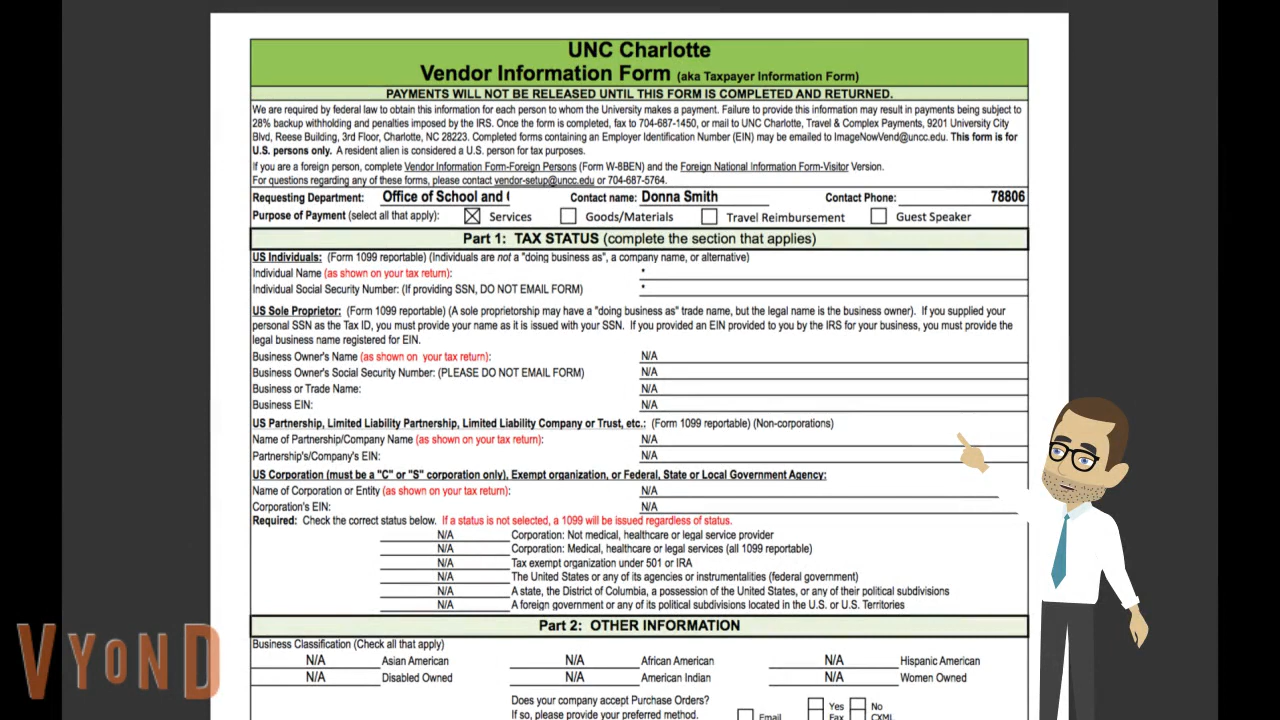 UNC Charlotte
Vendor Information Form (aka Taxpayer Information Form)
PAYMENTS WILL NOT BE RELEASED UNTIL THIS FORM IS COMPLETED AND RETURNED.
We are required by federal law to obtain this information for each person to whom the University makes a payment. Failure to provide this information may result in payments being subject to
28% backup withholding and penalties imposed by the IRS. Once the form is completed, fax to 704-687-1450, or mail to UNC Charlotte, Travel & Complex Payments, 9201 University City
Blvd, Reese Building, 3rd Floor, Charlotte, NC 28223. Completed forms containing an Employer Identification Number (EIN) may be emailed to ImageNowVend@uncc.edu. This form is for
U.S. persons only. A resident alien is considered a U.S. person for tax purposes.
If you are a foreign person, complete Vendor Information Form-Foreign Persons (Form W-8BEN) and the Foreign National Information Form-Visitor Version.
For questions regarding any of these forms, please contact vendor-setup@uncc.edu or 704-687-5764.
Requesting Department: Office of School and Contact name: Donna Smith Contact Phone: 78806
Purpose of Payment (select all that apply): Services Goods/Materials Travel Reimbursement Guest Speaker
Part 1: TAX STATUS (complete the section that applies)
US Individuals: (Form 1099 reportable) (Individuals are not a "doing business as", a company name, or alternative)
Individual Name (as shown on your tax return): *
Individual Social Security Number: (If providing SSN, DO NOT EMAIL FORM) *
US Sole Proprietor: (Form 1099 reportable) (A sole proprietorship may have a "doing business as" trade name, but the legal name is the business owner). If you supplied your
personal SSN as the Tax ID, you must provide your name as it is issued with your SSN. If you provided an EIN provided to you by the IRS for your business, you must provide the
legal business name registered for EIN.
Business Owner's Name (as shown on your tax return): N/A
Business Owner's Social Security Number: (PLEASE DO NOT EMAIL FORM) N/A
Business or Trade Name: N/A
Business EIN: N/A
US Partnership, Limited Liability Partnership, Limited Liability Company or Trust, etc.: (Form 1099 reportable) (Non-corporations)
Name of Partnership/Company Name (as shown on your tax return): N/A
Partnership's/Company's EIN: N/A
US Corporation (must be a "C" or "S" corporation only), Exempt organization, or Federal, State or Local Government Agency:
Name of Corporation or Entity (as shown on your tax return): N/A
Corporation's EIN: N/A
Required: Check the correct status below. If a status is not selected, a 1099 will be issued regardless of status.
N/A Corporation: Not medical, healthcare or legal service provider
N/A Corporation: Medical, healthcare or legal services (all 1099 reportable)
N/A Tax exempt organization under 501 or IRA
N/A The United States or any of its agencies or instrumentalities (federal government)
N/A A state, the District of Columbia, a possession of the United States, or any of their political subdivisions
N/A A foreign government or any of its political subdivisions located in the U.S. or U.S. Territories
Part 2: OTHER INFORMATION
Business Classification (Check all that apply)
N/A Asian American N/A African American N/A Hispanic American
N/A Disabled Owned N/A American Indian N/A Women Owned
Does your company accept Purchase Orders? Yes No
If so, please provide your preferred method. Email Fax CXML
VYOND